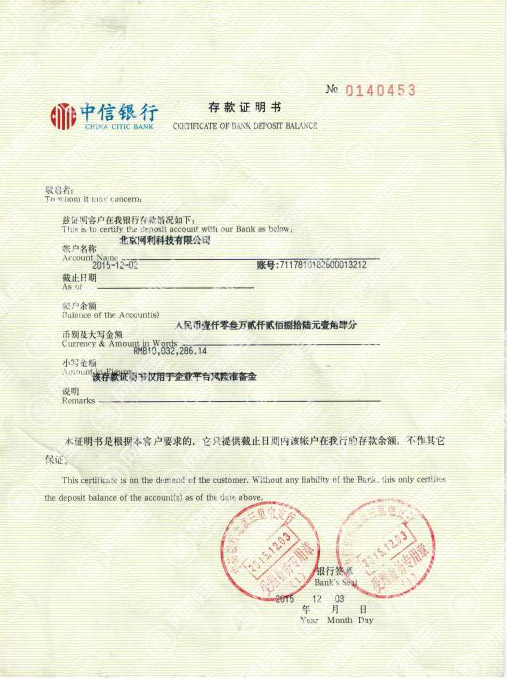 № 0140453
中信银行
CHINA CITIC BANK
存款证明书
CERTIFICATE OF BANK DEPOSIT BALANCE
敬启者:
To whom it may concern:
兹证明客户在我银行存款情况如下:
This is to certify the deposit account with our Bank as below:
北京网利科技有限公司
帐户名称
Account Name
2015-12-02 账号:7117810182600013212
截止日期
As of
帐户余额
Balance of the Account(s)
人民币壹仟零叁万贰仟贰佰捌拾陆元壹角肆分
币别及大写金额
Currency & Amount in Words
RMB10,032,286.14
小写金额
Amount in Figure
该存款证明书仅用于企业平台风险准备金
说明
Remarks
本证明书是根据本客户要求的,它只提供截止日期内该帐户在我行的存款余额,不作其它
保证。
This certificate is on the demand of the customer. Without any liability of the Bank, this only certifies
the deposit balance of the account(s) as of the date above.
2015.12.03
2015.12.03
银行签章
Bank's Seal
2015 12 03
年 月 日
Year Month Day